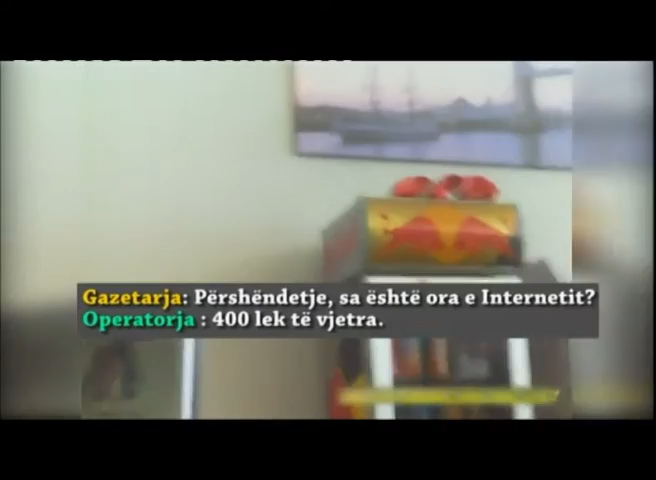 Gazetarja: Përshëndetje, sa është ora e Internetit?
Operatorja : 400 lek të vjetra.